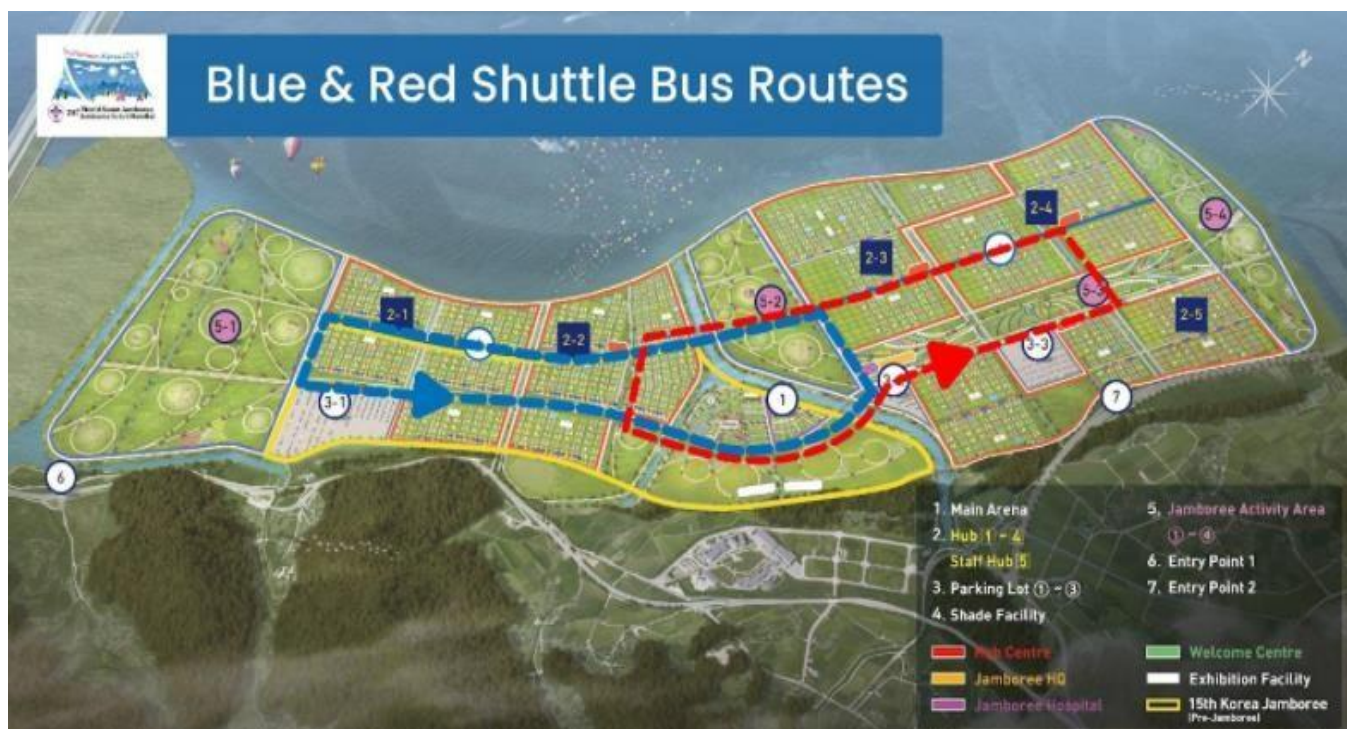 Blue & Red Shuttle Bus Routes
N
5-4
2-4
2-3
5-2
5-1
2-1
2-2
2-5
3-3
3-1
1
7
6
1. Main Arena
2. Hub 1 ~ 4
Staff Hub 5
3. Parking Lot ① ~ ③
4. Shade Facility
Hub Centre
Jamboree HQ
Jamboree Hospital
5. Jamboree Activity Area
① ~ ④
6. Entry Point 1
7. Entry Point 2
Welcome Centre
Exhibition Facility
15th Korea Jamboree
(Pre-Jamboree)